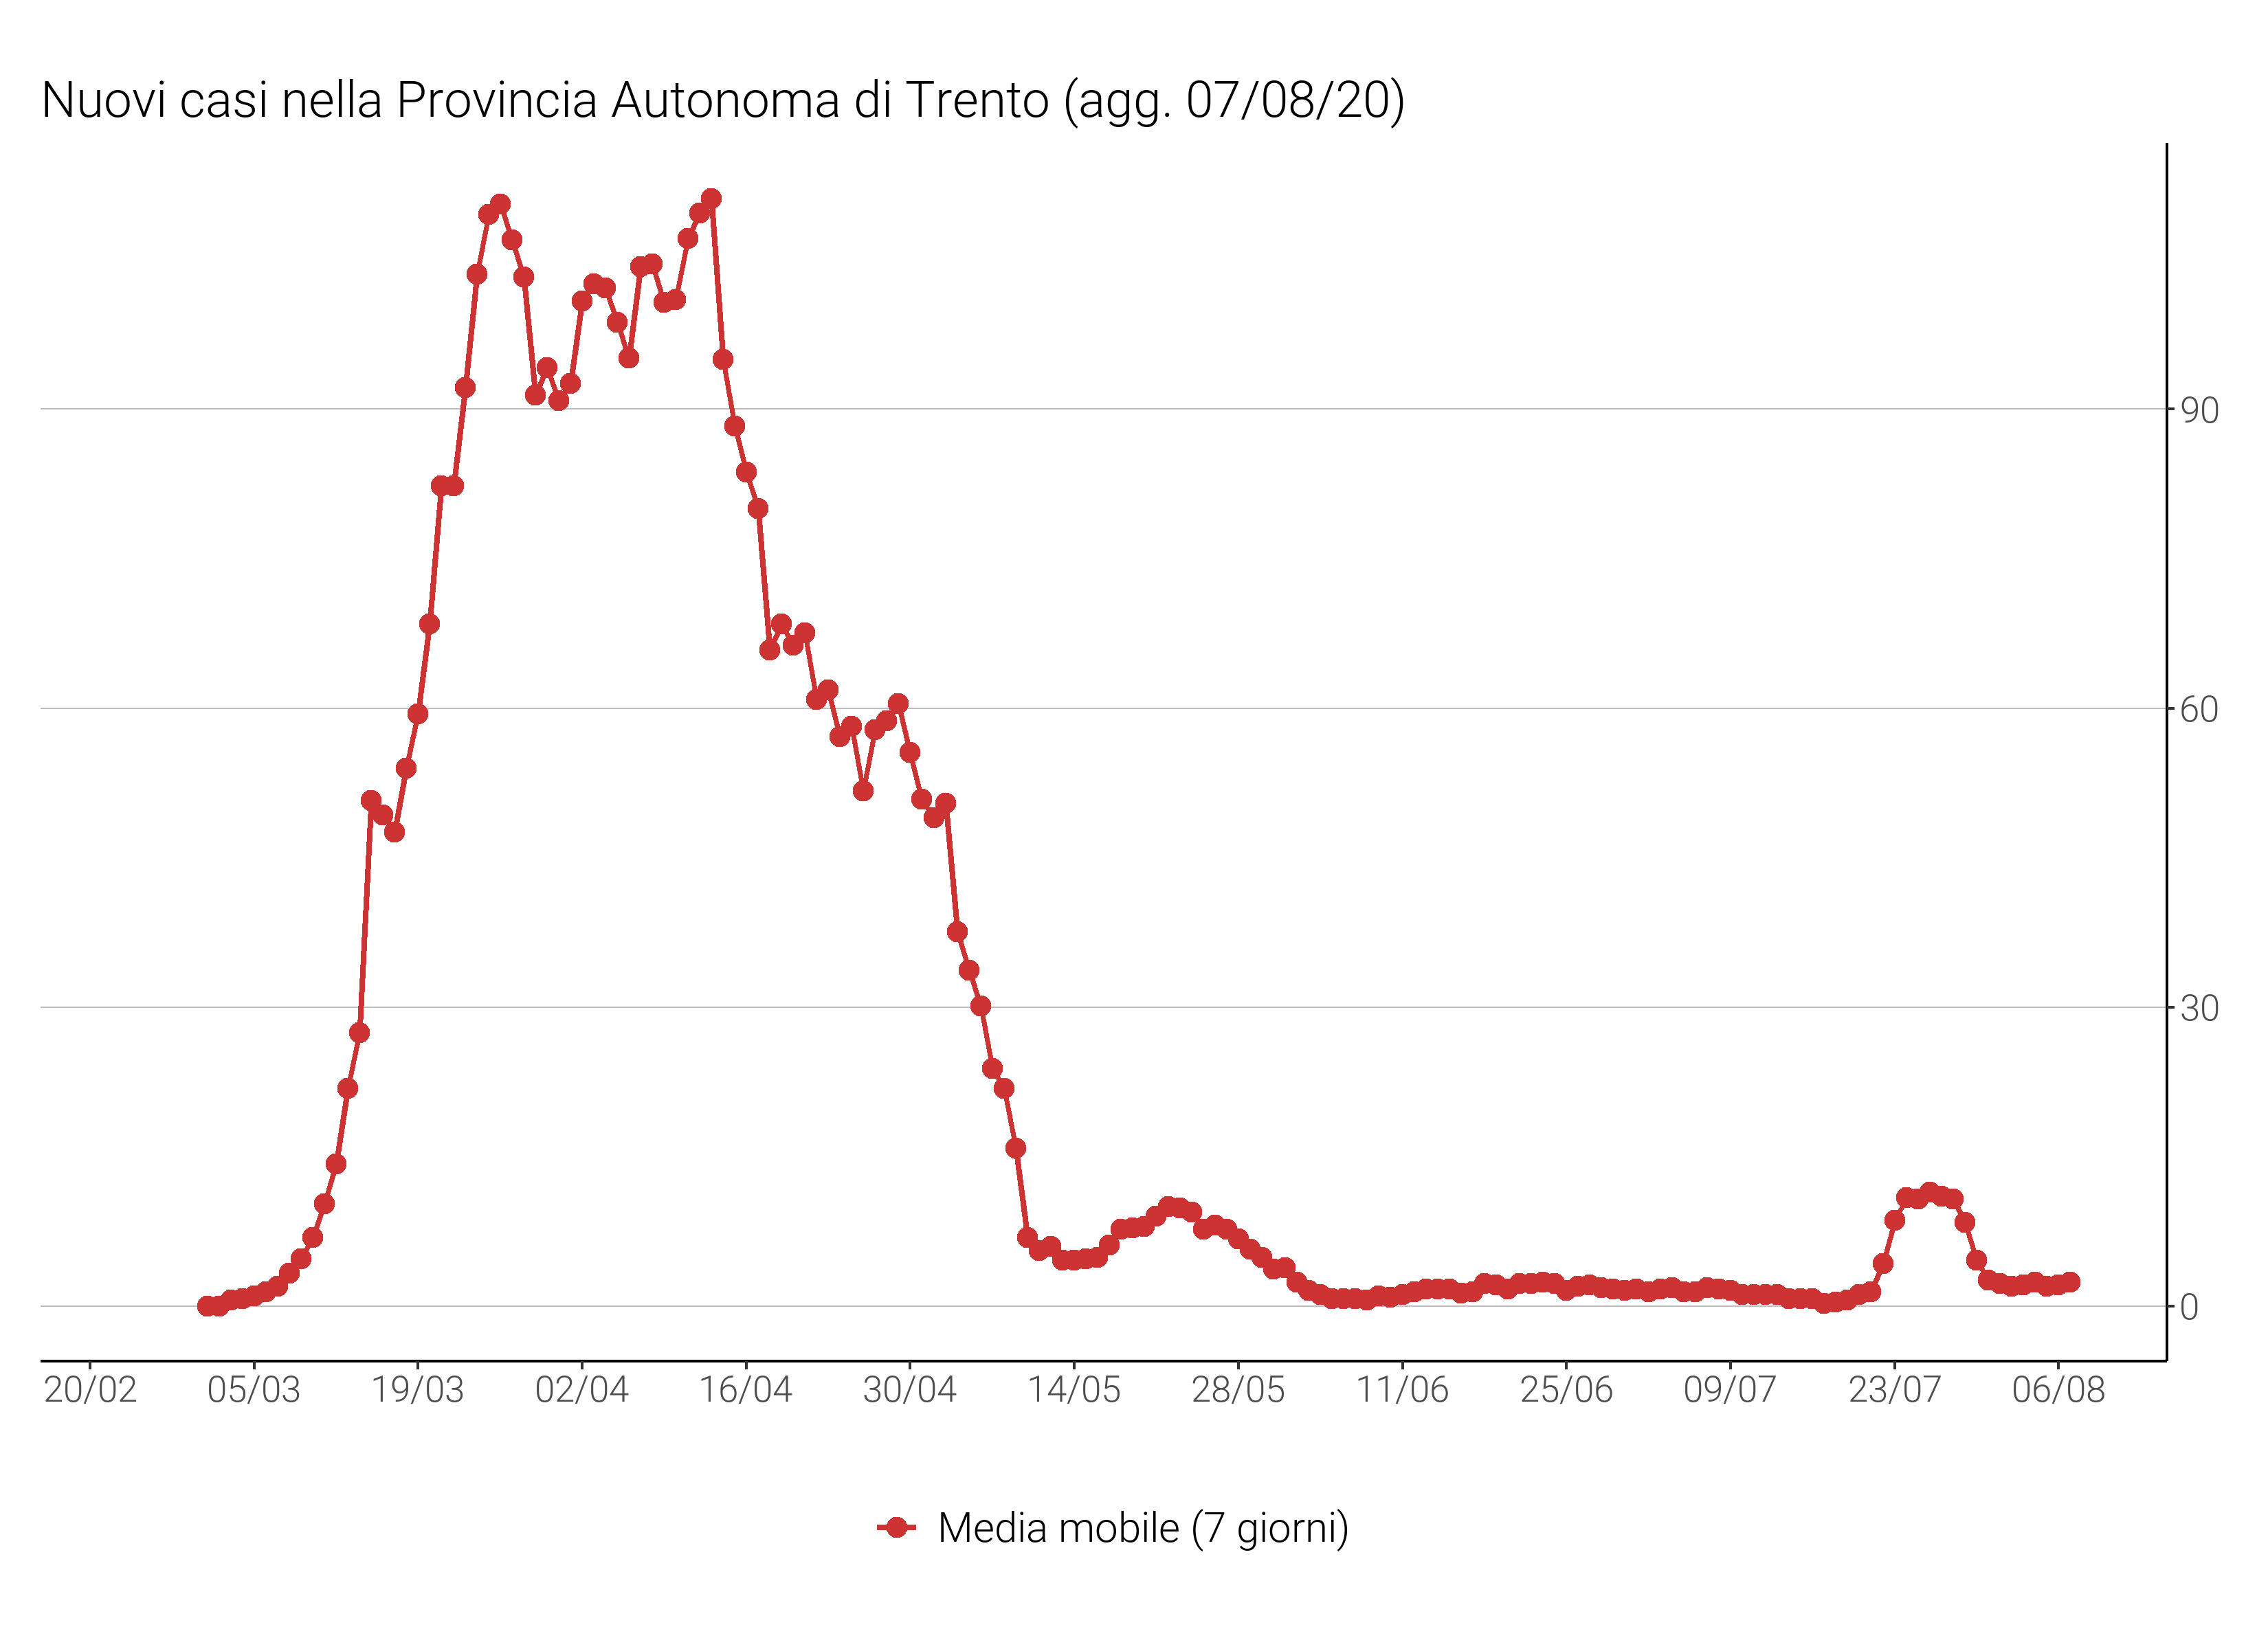 Nuovi casi nella Provincia Autonoma di Trento (agg. 07/08/20)
90
60
30
0
20/02 05/03 19/03 02/04 16/04 30/04 14/05 28/05 11/06 25/06 09/07 23/07 06/08
Media mobile (7 giorni)